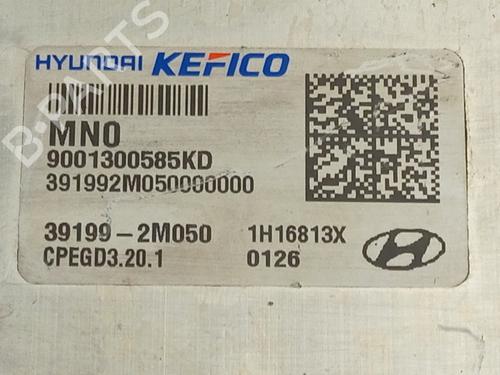 HYUNDAI KEFICO
MN0
9001300585KD
391992M050000000
39199-2M050 1H16813X
CPEGD3.20.1 0126
B-PARTS